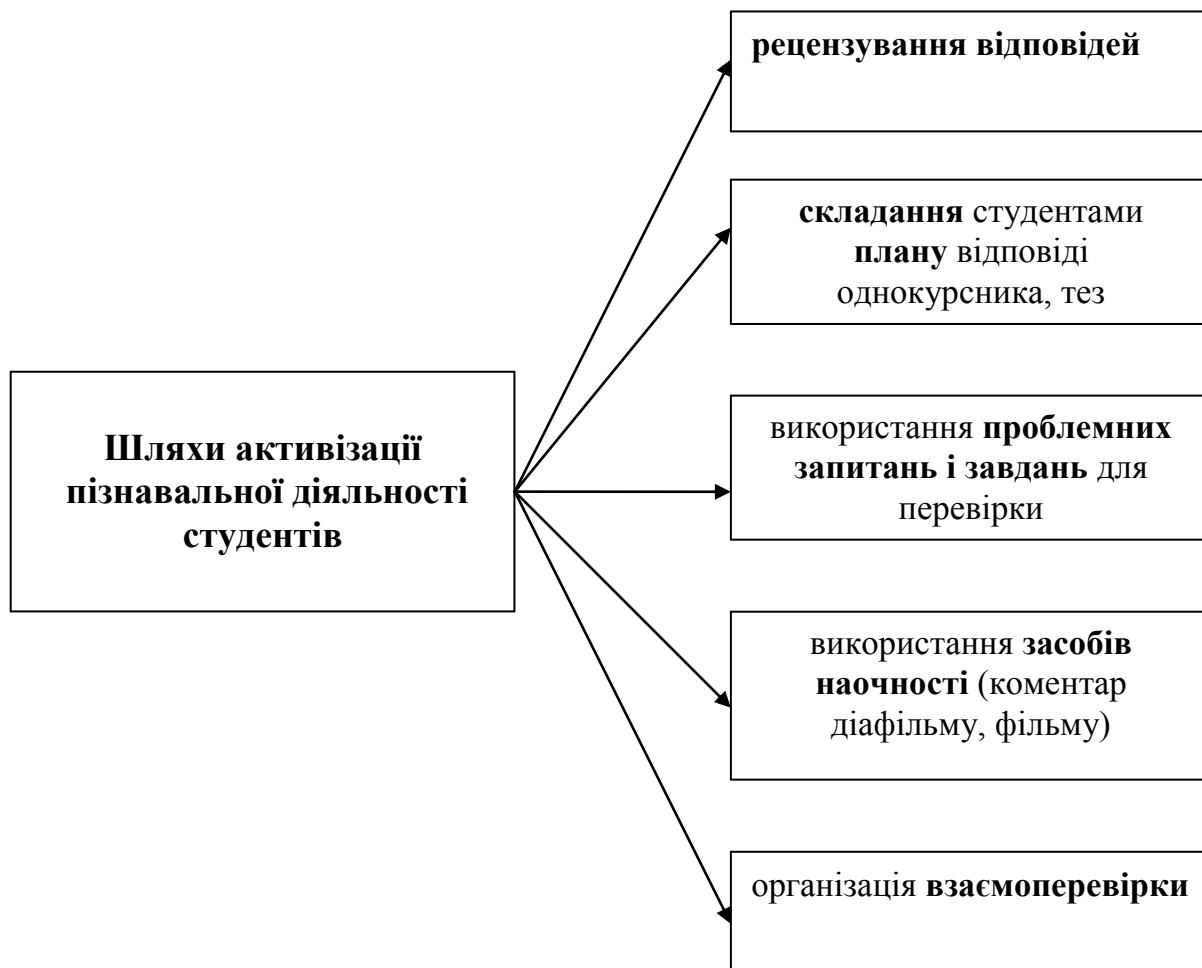 рецензування відповідей
складання студентами
плану відповіді
однокурсника, тез
Шляхи активізації
пізнавальної діяльності
студентів
використання проблемних
запитань і завдань для
перевірки
використання засобів
наочності (коментар
діафільму, фільму)
організація взаємоперевірки